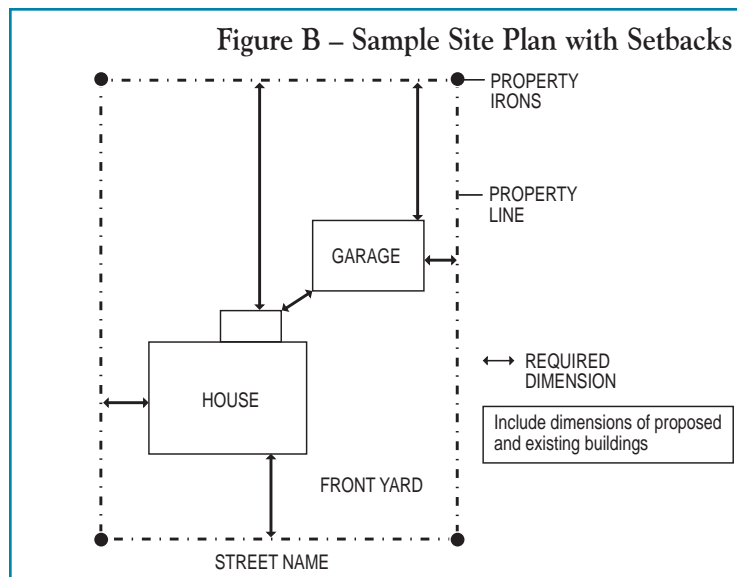 Figure B – Sample Site Plan with Setbacks
PROPERTY
IRONS
PROPERTY
LINE
GARAGE
REQUIRED
DIMENSION
HOUSE
Include dimensions of proposed
and existing buildings
FRONT YARD
STREET NAME